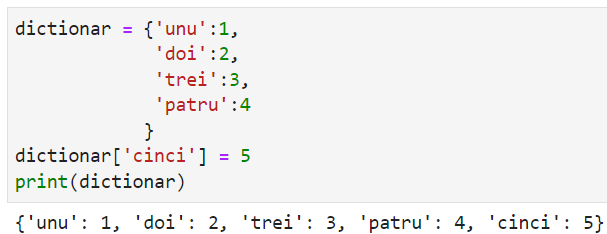 dictionar = {'unu':1,
'doi':2,
'trei':3,
'patru':4
}
dictionar['cinci'] = 5
print(dictionar)
{'unu': 1, 'doi': 2, 'trei': 3, 'patru': 4, 'cinci': 5}